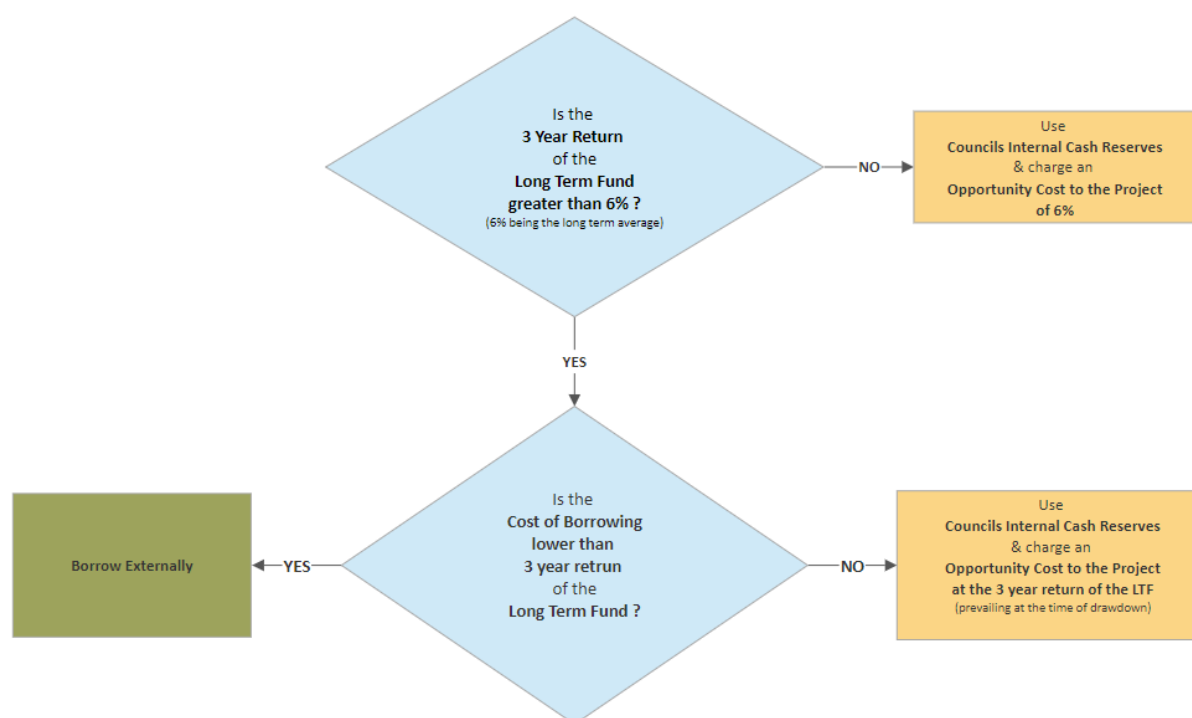 Is the
3 Year Return
of the
Long Term Fund
greater than 6% ?
(6% being the long term average)
NO
Use
Councils Internal Cash Reserves
& charge an
Opportunity Cost to the Project
of 6%
YES
Is the
Cost of Borrowing
lower than
3 year retrun
of the
Long Term Fund ?
YES
Borrow Externally
NO
Use
Councils Internal Cash Reserves
& charge an
Opportunity Cost to the Project
at the 3 year return of the LTF
(prevailing at the time of drawdown)